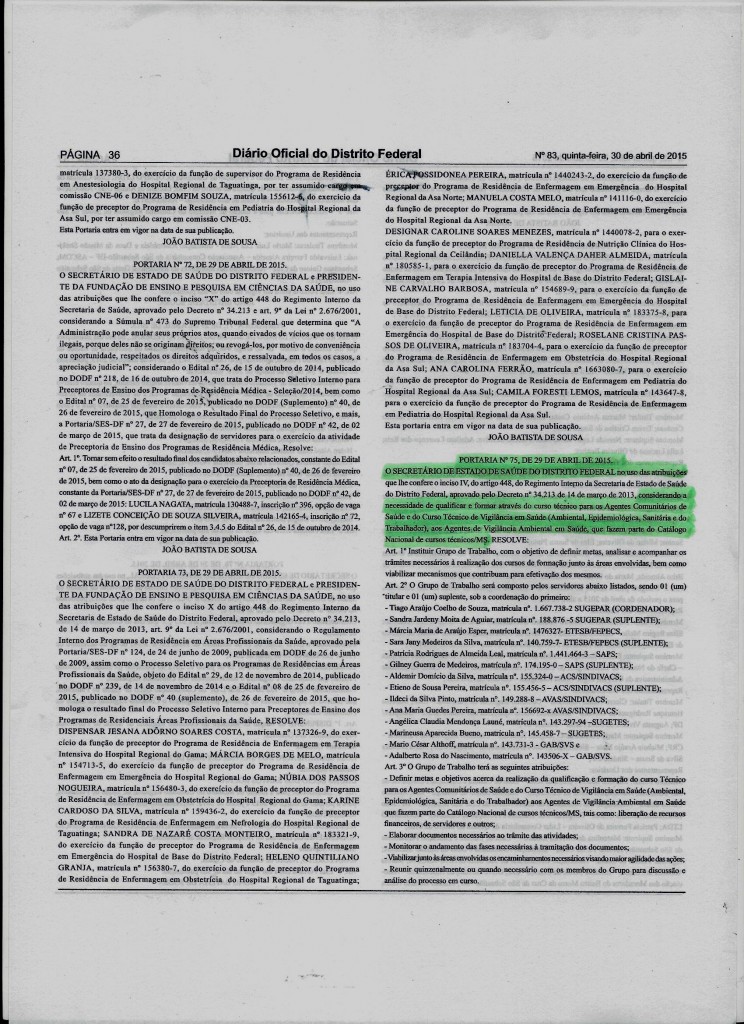 PÁGINA 36
Diário Oficial do Distrito Federal
Nº 83, quinta-feira, 30 de abril de 2015
matrícula 137380-3, do exercício da função de supervisor do Programa de Residência
em Anestesiologia do Hospital Regional de Taguatinga, por ter assumido cargo em
comissão CNE-06 e DENIZE BOMFIM SOUZA, matrícula 155612-6, do exercício da
função de preceptor do Programa de Residência em Pediatria do Hospital Regional da
Asa Sul, por ter assumido cargo em comissão CNE-03.
Esta Portaria entra em vigor na data de sua publicação.
JOÃO BATISTA DE SOUSA
PORTARIA Nº 72, DE 29 DE ABRIL DE 2015.
O SECRETÁRIO DE ESTADO DE SAÚDE DO DISTRITO FEDERAL e PRESIDEN-
TE DA FUNDAÇÃO DE ENSINO E PESQUISA EM CIÊNCIAS DA SAÚDE, no uso
das atribuições que lhe confere o inciso "X" do artigo 448 do Regimento Interno da
Secretaria de Saúde, aprovado pelo Decreto nº 34.213 e art. 9º da Lei nº 2.676/2001,
considerando a Súmula nº 473 do Supremo Tribunal Federal que determina que "A
Administração pode anular seus próprios atos, quando eivados de vícios que os tornam
ilegais, porque deles não se originam direitos; ou revogá-los, por motivo de conveniência
ou oportunidade, respeitados os direitos adquiridos, e ressalvada, em todos os casos, a
apreciação judicial"; considerando o Edital nº 26, de 15 de outubro de 2014, publicado
no DODF nº 218, de 16 de outubro de 2014, que trata do Processo Seletivo Interno para
Preceptores de Ensino dos Programas de Residência Médica - Seleção/2014, bem como
o Edital nº 07, de 25 de fevereiro de 2015, publicado no DODF (Suplemento) nº 40, de
26 de fevereiro de 2015, que Homologa o Resultado Final do Processo Seletivo, e mais,
a Portaria/SES-DF nº 27, de 27 de fevereiro de 2015, publicado no DODF nº 42, de 02
de março de 2015, que trata da designação de servidores para o exercício da atividade
de Preceptoria de Ensino dos Programas de Residência Médica, Resolve:
Art. 1º. Tornar sem efeito o resultado final dos candidatos abaixo relacionados, constante do Edital
nº 07, de 25 de fevereiro de 2015, publicado no DODF (Suplemento) nº 40, de 26 de fevereiro
de 2015, bem como o ato da designação para o exercício da Preceptoria de Residência Médica,
constante da Portaria/SES-DF nº 27, de 27 de fevereiro de 2015, publicado no DODF nº 42, de
02 de março de 2015: LUCILA NAGATA, matrícula 130488-7, inscrição nº 396, opção de vaga
nº 67 e LIZETE CONCEIÇÃO DE SOUZA SILVEIRA, matrícula 142165-4, inscrição nº 72,
opção de vaga nº128, por descumprirem o item 3.4.5 do Edital nº 26, de 15 de outubro de 2014.
Art. 2º. Esta Portaria entra em vigor na data de sua publicação.
JOÃO BATISTA DE SOUSA
PORTARIA 73, DE 29 DE ABRIL DE 2015.
O SECRETÁRIO DE ESTADO DE SAÚDE DO DISTRITO FEDERAL e PRESIDEN-
TE DA FUNDAÇÃO DE ENSINO E PESQUISA EM CIÊNCIAS DA SAÚDE, no uso
das atribuições que lhe confere o inciso X do artigo 448 do Regimento Interno da
Secretaria de Estado de Saúde do Distrito Federal, aprovado pelo Decreto nº 34.213,
de 14 de março de 2013, art. 9º da Lei nº 2.676/2001, considerando o Regulamento
Interno dos Programas de Residência em Áreas Profissionais da Saúde, aprovado pela
Portaria/SES-DF nº 124, de 24 de junho de 2009, publicada em DODF de 26 de junho
de 2009, assim como o Processo Seletivo para os Programas de Residências em Áreas
Profissionais da Saúde, objeto do Edital nº 29, de 12 de novembro de 2014, publicado
no DODF nº 239, de 14 de novembro de 2014 e o Edital nº 08 de 25 de fevereiro
de 2015, publicado no DODF nº 40 (suplemento), de 26 de fevereiro de 2015, que ho-
mologa o resultado final do Processo Seletivo Interno para Preceptores de Ensino dos
Programas de Residenciais Áreas Profissionais da Saúde, RESOLVE:
DISPENSAR JESANA ADÔRNO SOARES COSTA, matrícula nº 137326-9, do exer-
cício da função de preceptor do Programa de Residência de Enfermagem em Terapia
Intensiva do Hospital Regional do Gama; MÁRCIA BORGES DE MELO, matrícula nº
154713-5, do exercício da função de preceptor do Programa de Residência de
Enfermagem em Emergência do Hospital Regional do Gama; NÚBIA DOS PASSOS
NOGUEIRA, matrícula nº 156480-3, do exercício da função de preceptor do Programa
de Residência de Enfermagem em Obstetrícia do Hospital Regional do Gama; KARINE
CARDOSO DA SILVA, matrícula nº 159436-2, do exercício da função de preceptor do
Programa de Residência de Enfermagem em Nefrologia do Hospital Regional de
Taguatinga; SANDRA DE NAZARÉ COSTA MONTEIRO, matrícula nº 183321-9,
do exercício da função de preceptor do Programa de Residência de Enfermagem
em Emergência do Hospital de Base do Distrito Federal; HELENO QUINTILIANO
GRANJA, matrícula nº 156380-7, do exercício da função de preceptor do Programa
de Residência de Enfermagem em Obstetrícia do Hospital Regional de Taguatinga;
ÉRICA POSSIDONEA PEREIRA, matrícula nº 1440243-2, do exercício da função de
preceptor do Programa de Residência de Enfermagem em Emergência do Hospital
Regional da Asa Norte; MANUELA COSTA MELO, matrícula nº 141116-0, do exercício
da função de preceptor do Programa de Residência de Enfermagem em Emergência
do Hospital Regional da Asa Norte.
DESIGNAR CAROLINE SOARES MENEZES, matrícula nº 1440078-2, para o exer-
cício da função de preceptor do Programa de Residência de Nutrição Clínica do Hos-
pital Regional da Ceilândia; DANIELLA VALENÇA DAHER ALMEIDA, matrícula
nº 180585-1, para o exercício da função de preceptor do Programa de Residência de
Enfermagem em Terapia Intensiva do Hospital de Base do Distrito Federal; GISLAI-
NE CARVALHO BARBOSA, matrícula nº 154689-9, para o exercício da função de
preceptor do Programa de Residência de Enfermagem em Emergência do Hospital
de Base do Distrito Federal; LETICIA DE OLIVEIRA, matrícula nº 183375-8, para
o exercício da função de preceptor do Programa de Residência de Enfermagem em
Emergência do Hospital de Base do Distrito Federal; ROSELANE CRISTINA PAS-
SOS DE OLIVEIRA, matrícula nº 183704-4, para o exercício da função de preceptor
do Programa de Residência de Enfermagem em Obstetrícia do Hospital Regional
da Asa Sul; ANA CAROLINA FERRÃO, matrícula nº 1663080-7, para o exercício
da função de preceptor do Programa de Residência de Enfermagem em Pediatria do
Hospital Regional da Asa Sul; CAMILA FORESTI LEMOS, matrícula nº 143647-8,
para o exercício da função de preceptor do Programa de Residência de Enfermagem
em Pediatria do Hospital Regional da Asa Sul.
Esta portaria entra em vigor na data de sua publicação.
JOÃO BATISTA DE SOUSA
PORTARIA Nº 75, DE 29 DE ABRIL DE 2015.
O SECRETÁRIO DE ESTADO DE SAÚDE DO DISTRITO FEDERAL no uso das atribuições
que lhe confere o inciso IV, do artigo 448, do Regimento Interno da Secretaria de Estado de Saúde
do Distrito Federal, aprovado pelo Decreto nº 34.213 de 14 de março de 2013, considerando a
necessidade de qualificar e formar através do curso técnico para os Agentes Comunitários de
Saúde e do Curso Técnico de Vigilância em Saúde (Ambiental, Epidemiológica, Sanitária e do
Trabalhador), aos Agentes de Vigilância Ambiental em Saúde, que fazem parte do Catálogo
Nacional de cursos técnicos/MS. RESOLVE:
Art. 1º Instituir Grupo de Trabalho, com o objetivo de definir metas, analisar e acompanhar os
trâmites necessários à realização dos cursos de formação junto às áreas envolvidas, bem como
viabilizar mecanismos que contribuam para efetivação dos mesmos.
Art. 2º O Grupo de Trabalho será composto pelos servidores abaixo listados, sendo 01 (um)
titular e 01 (um) suplente, sob a coordenação do primeiro:
- Tiago Araújo Coelho de Souza, matrícula nº. 1.667.738-2 SUGEPAR (CORDENADOR);
- Sandra Jardeny Moita de Aguiar, matrícula nº. 188.876 -5 SUGEPAR (SUPLENTE);
- Márcia Maria de Araújo Esper, matrícula nº. 1476327- ETESB/FEPECS,
- Sara Jany Medeiros da Silva, matrícula nº. 140.759-7- ETESB/FEPECS (SUPLENTE);
- Patrícia Rodrigues de Almeida Leal, matrícula nº. 1.441.464-3 – SAPS;
- Gilney Guerra de Medeiros, matrícula nº. 174.195-0 – SAPS (SUPLENTE);
- Aldemir Domício da Silva, matrícula nº. 155.324-0 – ACS/SINDIVACS;
- Etieno de Sousa Pereira, matrícula nº. 155.456-5 – ACS/SINDIVACS (SUPLENTE);
- Ildeci da Silva Pinto, matrícula nº. 149.288-8 – AVAS/SINDIVACS;
- Ana Maria Guedes Pereira, matrícula nº. 156692-x AVAS/SINDIVACS;
- Angélica Claudia Mendonça Launé, matrícula nº. 143.297-94 –SUGETES;
- Marineusa Aparecida Bueno, matrícula nº. 145.458-7 – SUGETES;
- Mario César Althoff, matrícula nº. 143.731-3 - GAB/SVS e
- Adalberto Rosa do Nascimento, matrícula nº. 143506-X – GAB/SVS.
Art. 3º O Grupo de Trabalho terá as seguintes atribuições:
- Definir metas e objetivos acerca da realização da qualificação e formação do curso Técnico
para os Agentes Comunitários de Saúde e do Curso Técnico de Vigilância em Saúde (Ambiental,
Epidemiológica, Sanitária e do Trabalhador) aos Agentes de Vigilância Ambiental em Saúde
que fazem parte do Catálogo Nacional de cursos técnicos/MS, tais como: liberação de recursos
financeiros, de servidores e outros;
- Elaborar documentos necessários ao trâmite das atividades;
- Monitorar o andamento das fases necessárias à tramitação dos documentos;
- Viabilizar junto às áreas envolvidas os encaminhamentos necessários visando maior agilidade das ações;
- Reunir quinzenalmente ou quando necessário com os membros do Grupo para discussão e
análise do processo em curso.